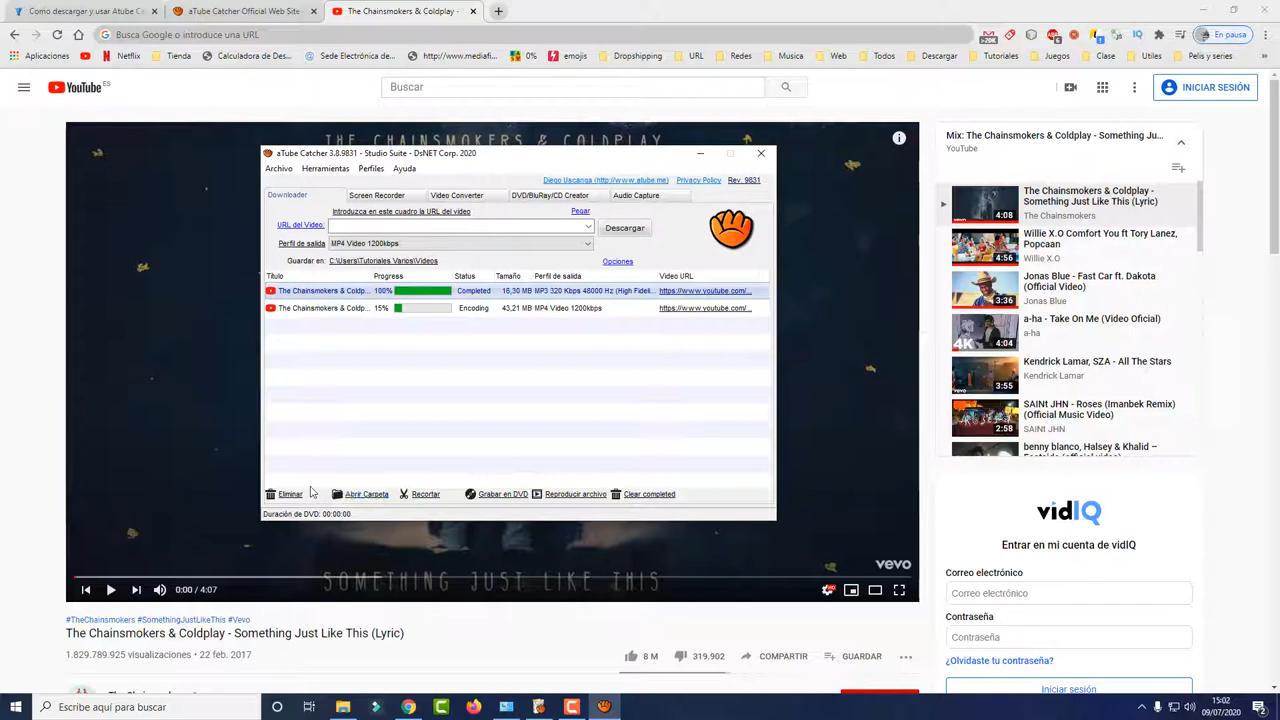 Como descargar y usar Atube Catc
aTube Catcher Official Web Site
The Chainsmokers & Coldplay -
Busca Google o introduce una URL
En pausa
Aplicaciones
Netflix
Tienda
Calculadora de De...
Sede Electronica d...
http://www.mediafi...
0%
emojis
Dropshipping
URL
Redes
Musica
Web
Todo
Descargar
Tutoriales
Clase
Pelis y series
YouTube ES
Buscar
INICIAR SESIÓN
THE CHAINSMOKERS & COLDPLAY
aTube Catcher 3.8.9831 - Studio Suite - DsNET Corp. 2020
Archivo Herramientas Perfiles Ayuda
Diego Uscanga (http://www.atube.me) Privacy Policy Rev. 9831
Downloader Screen Recorder Video Converter DVD/BluRay/CD Creator Audio Capture
Introduzca en este cuadro la URL del video Pegar
URL del Video: Descargar
Perfil de salida MP4 Video 1200kbps
Guardar en: C:\Users\Tutoriales Varios\Videos Opciones
Título Progress Status Tamaño Perfil de salida Video URL
The Chainsmokers & Coldp... 100% Completed 16,30 MB MP3 320 Kbps 48000 Hz (High Fideli... https://www.youtube.com/...
The Chainsmokers & Coldp... 15% Encoding 43,21 MB MP4 Video 1200kbps https://www.youtube.com/...
Eliminar Abrir Carpeta Recortar Grabar en DVD Reproducir archivo Clear completed
Duración de DVD: 00:00:00
SOMETHING JUST LIKE THIS
vevo
0:00 / 4:07
#TheChainsmokers #SomethingJustLikeThis #Vevo
The Chainsmokers & Coldplay - Something Just Like This (Lyric)
1.829.789.925 visualizaciones • 22 feb. 2017
8 M 319.902 COMPARTIR GUARDAR
Mix: The Chainsmokers & Coldplay - Something Ju...
YouTube
The Chainsmokers & Coldplay -
Something Just Like This (Lyric)
The Chainsmokers
4:08
Willie X.O Comfort You ft Tory Lanez,
Popcaan
Willie X.O
4:56
Jonas Blue - Fast Car ft. Dakota
(Official Video)
Jonas Blue
3:36
a-ha - Take On Me (Video Oficial)
a-ha
4K
4:04
Kendrick Lamar, SZA - All The Stars
Kendrick Lamar
3:55
SAINt JHN - Roses (Imanbek Remix)
(Official Music Video)
SAINt JHN
2:58
benny blanco, Halsey & Khalid –
vidIQ
Entrar en mi cuenta de vidIQ
Correo electrónico
Correo electrónico
Contraseña
Contraseña
¿Olvidaste tu contraseña?
Iniciar sesión
Escribe aquí para buscar
15:02
09/07/2020